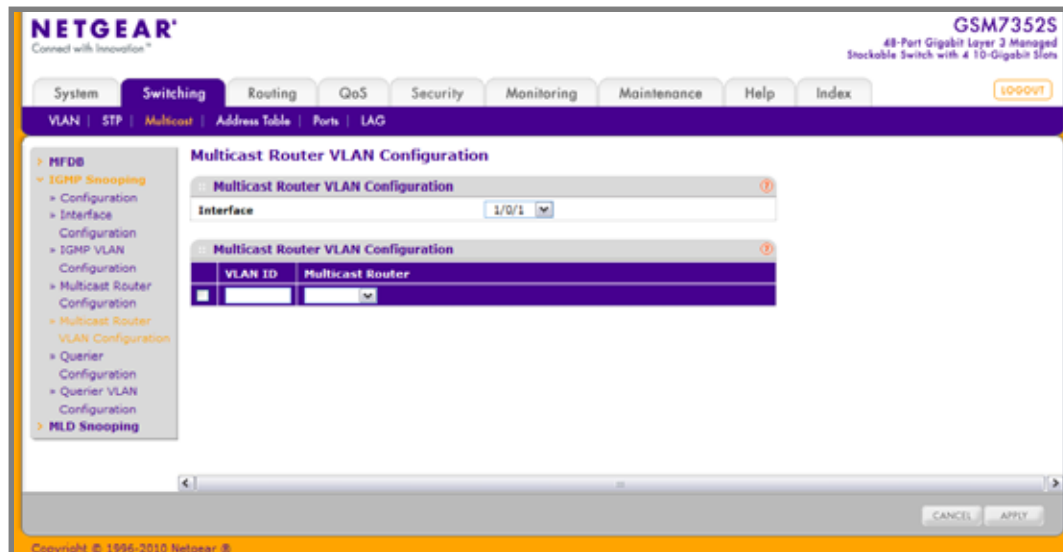 NETGEAR®
Connect with Innovation™
GSM7352S
48-Port Gigabit Layer 3 Managed
Stackable Switch with 4 10-Gigabit Slots
System Switching Routing QoS Security Monitoring Maintenance Help Index LOGOUT
VLAN | STP | Multicast | Address Table | Ports | LAG
MFDB
IGMP Snooping
» Configuration
» Interface
Configuration
» IGMP VLAN
Configuration
» Multicast Router
Configuration
» Multicast Router
VLAN Configuration
» Querier
Configuration
» Querier VLAN
Configuration
MLD Snooping
Multicast Router VLAN Configuration
Multicast Router VLAN Configuration
Interface 1/0/1
Multicast Router VLAN Configuration
VLAN ID Multicast Router
CANCEL APPLY
Copyright © 1996-2010 Netgear ®